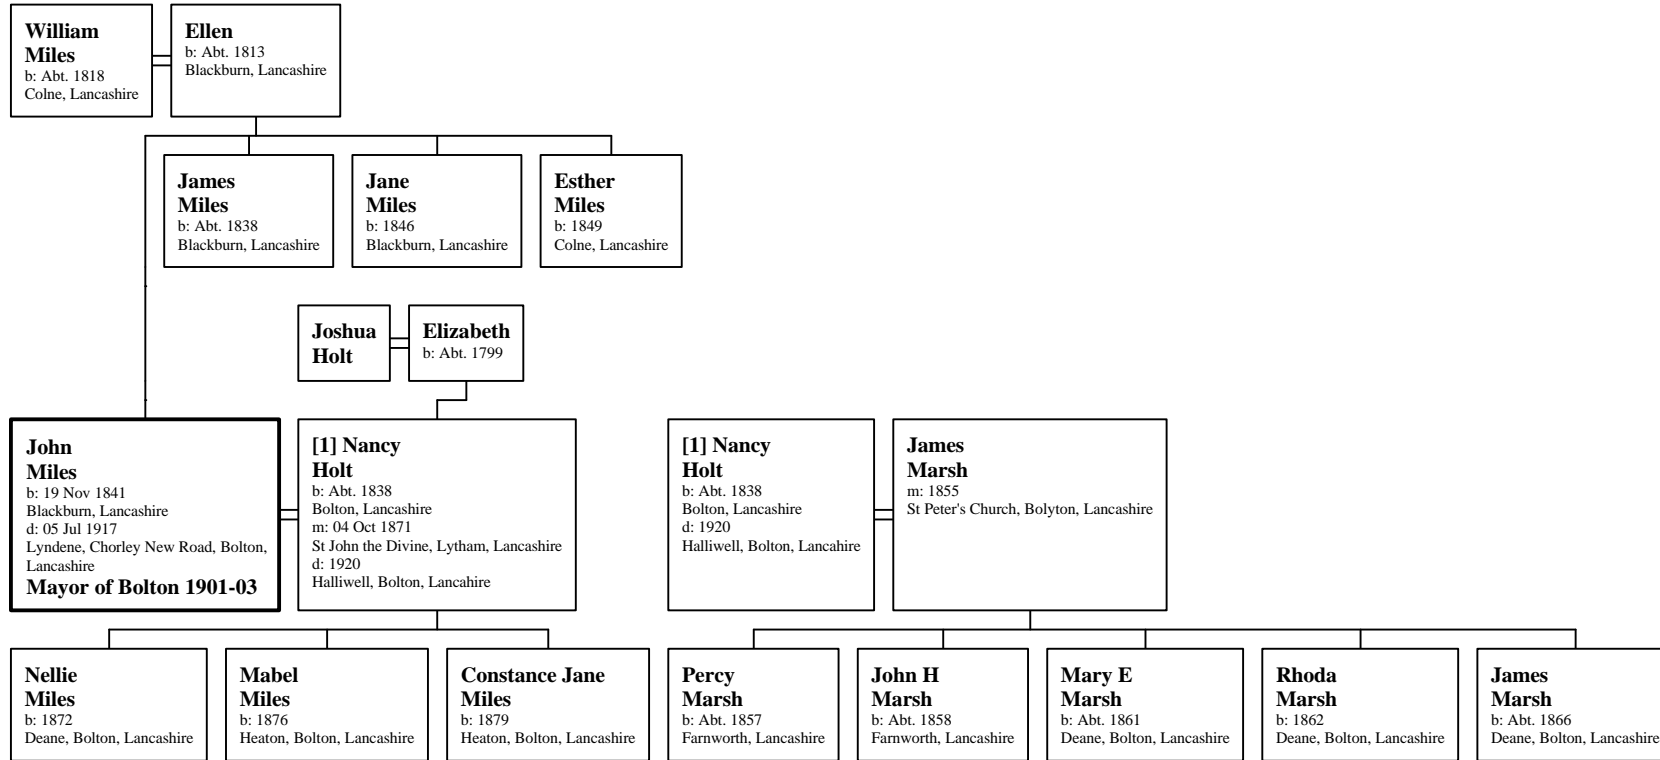 William
Miles
b: Abt. 1818
Colne, Lancashire
Ellen
b: Abt. 1813
Blackburn, Lancashire
James
Miles
b: Abt. 1838
Blackburn, Lancashire
Jane
Miles
b: 1846
Blackburn, Lancashire
Esther
Miles
b: 1849
Colne, Lancashire
Joshua
Holt
Elizabeth
b: Abt. 1799
John
Miles
b: 19 Nov 1841
Blackburn, Lancashire
d: 05 Jul 1917
Lyndene, Chorley New Road, Bolton,
Lancashire
Mayor of Bolton 1901-03
[1] Nancy
Holt
b: Abt. 1838
Bolton, Lancashire
m: 04 Oct 1871
St John the Divine, Lytham, Lancashire
d: 1920
Halliwell, Bolton, Lancahire
[1] Nancy
Holt
b: Abt. 1838
Bolton, Lancashire
d: 1920
Halliwell, Bolton, Lancahire
James
Marsh
m: 1855
St Peter's Church, Bolyton, Lancashire
Nellie
Miles
b: 1872
Deane, Bolton, Lancashire
Mabel
Miles
b: 1876
Heaton, Bolton, Lancashire
Constance Jane
Miles
b: 1879
Heaton, Bolton, Lancashire
Percy
Marsh
b: Abt. 1857
Farnworth, Lancashire
John H
Marsh
b: Abt. 1858
Farnworth, Lancashire
Mary E
Marsh
b: Abt. 1861
Deane, Bolton, Lancashire
Rhoda
Marsh
b: 1862
Deane, Bolton, Lancashire
James
Marsh
b: Abt. 1866
Deane, Bolton, Lancashire